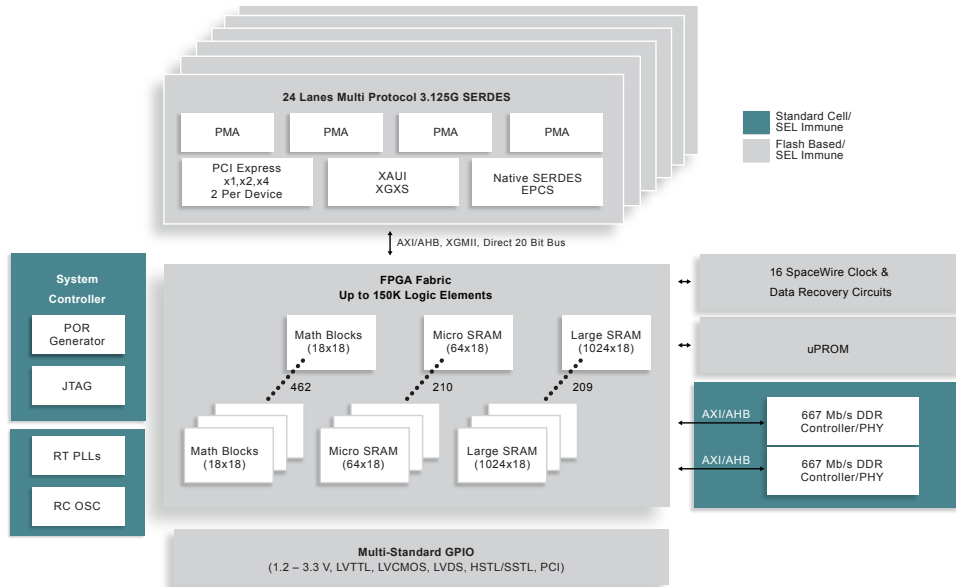 24 Lanes Multi Protocol 3.125G SERDES
PMA
PMA
PMA
PMA
PCI Express
x1,x2,x4
2 Per Device
XAUI
XGXS
Native SERDES
EPCS
Standard Cell/
SEL Immune
Flash Based/
SEL Immune
AXI/AHB, XGMII, Direct 20 Bit Bus
System
Controller
POR
Generator
JTAG
RT PLLs
RC OSC
FPGA Fabric
Up to 150K Logic Elements
Math Blocks
(18x18)
Micro SRAM
(64x18)
Large SRAM
(1024x18)
462
210
209
Math Blocks
(18x18)
Micro SRAM
(64x18)
Large SRAM
(1024x18)
16 SpaceWire Clock &
Data Recovery Circuits
uPROM
AXI/AHB
667 Mb/s DDR
Controller/PHY
AXI/AHB
667 Mb/s DDR
Controller/PHY
Multi-Standard GPIO
(1.2 – 3.3 V, LVTTL, LVCMOS, LVDS, HSTL/SSTL, PCI)